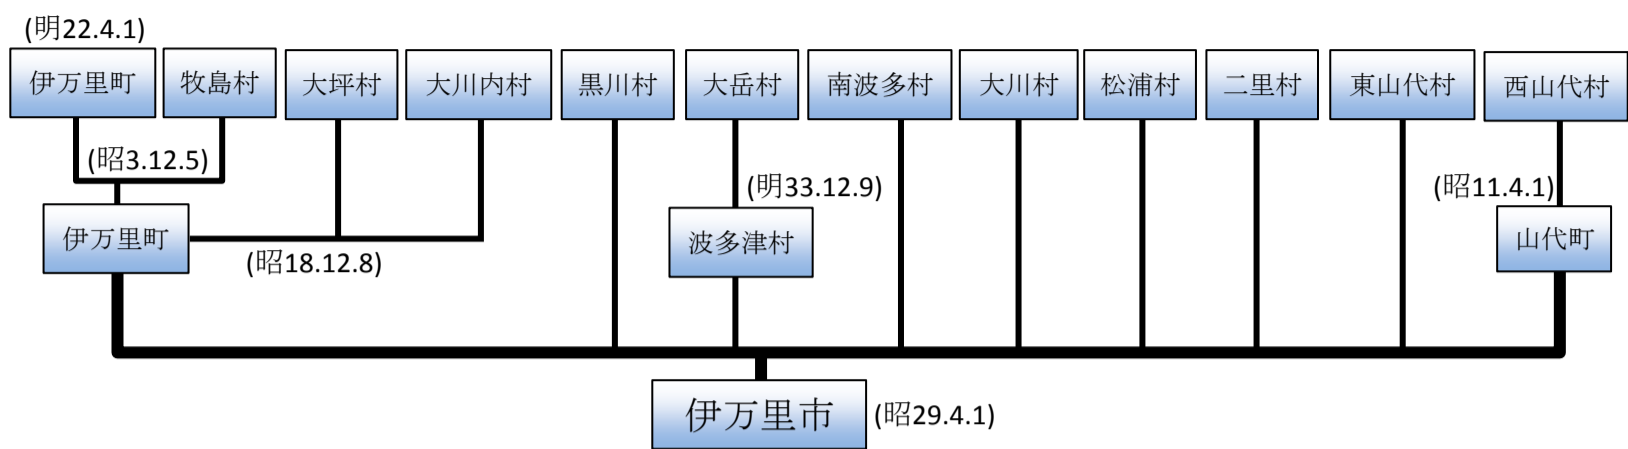 (明22.4.1)
伊万里町
牧島村
大坪村
大川内村
黒川村
大岳村
南波多村
大川村
松浦村
二里村
東山代村
西山代村
(昭3.12.5)
(明33.12.9)
(昭11.4.1)
伊万里町
(昭18.12.8)
波多津村
山代町
伊万里市
(昭29.4.1)